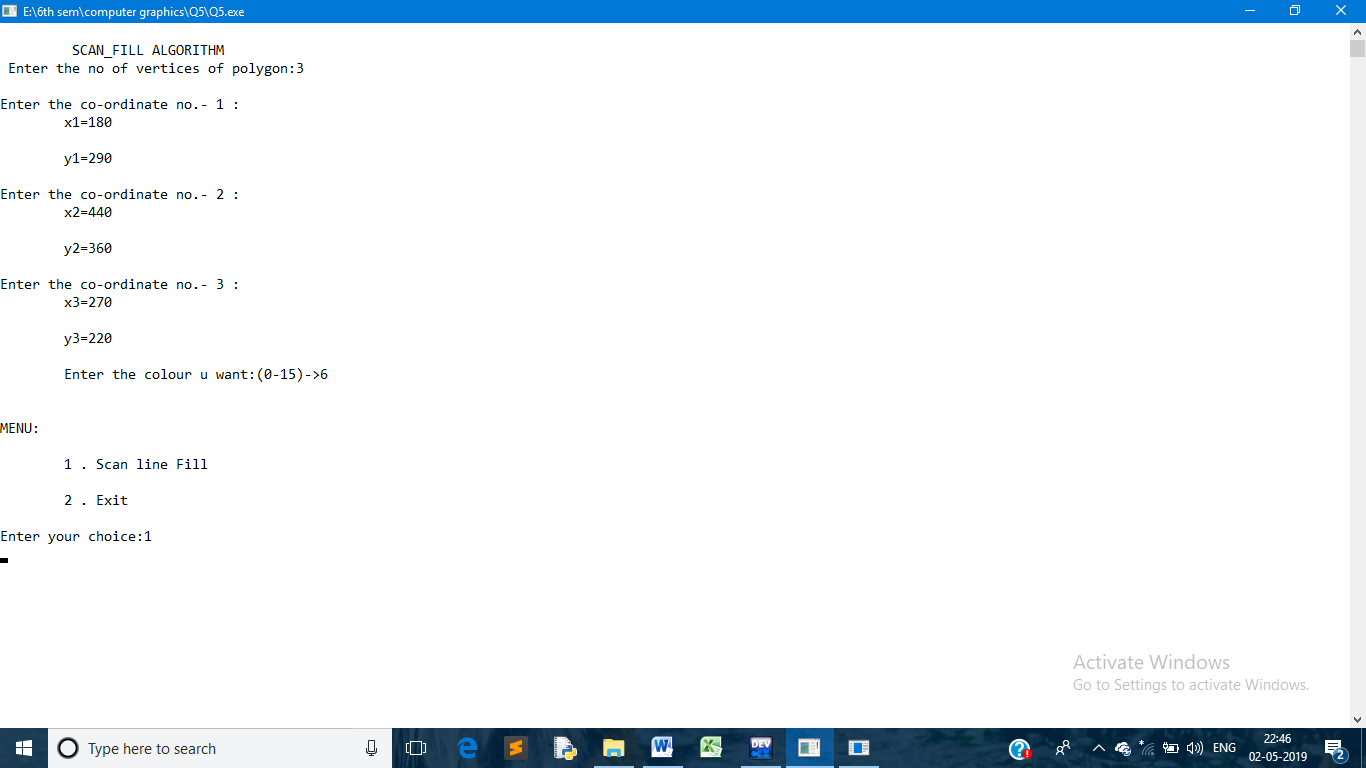 E:\6th sem\computer graphics\Q5\Q5.exe
SCAN_FILL ALGORITHM
Enter the no of vertices of polygon:3
Enter the co-ordinate no.- 1 :
x1=180
y1=290
Enter the co-ordinate no.- 2 :
x2=440
y2=360
Enter the co-ordinate no.- 3 :
x3=270
y3=220
Enter the colour u want:(0-15)->6
MENU:
1 . Scan line Fill
2 . Exit
Enter your choice:1
Activate Windows
Go to Settings to activate Windows.
Type here to search
DEV
ENG
22:46
02-05-2019
2